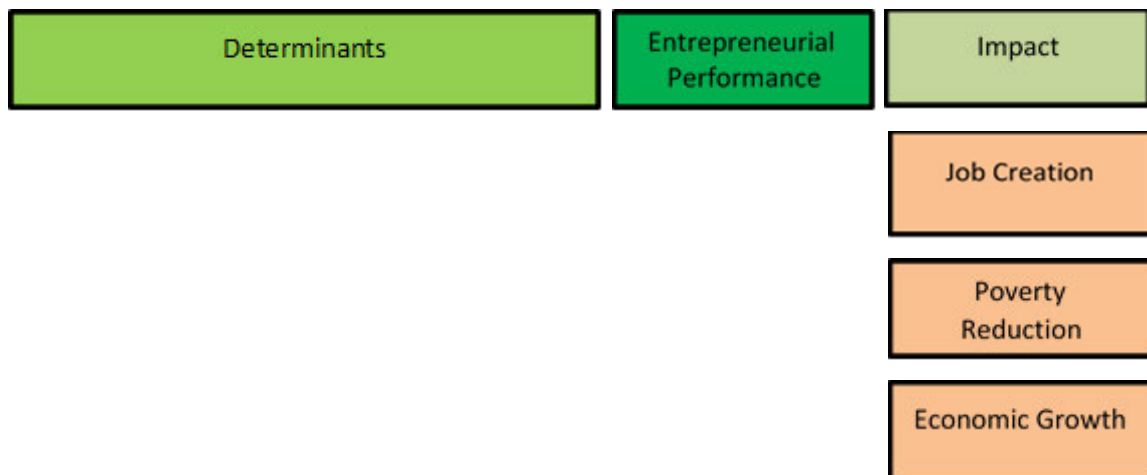 Determinants
Entrepreneurial
Performance
Impact
Job Creation
Poverty
Reduction
Economic Growth